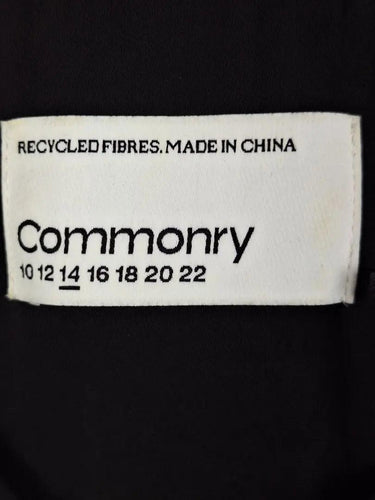 RECYCLED FIBRES. MADE IN CHINA
Commonry
10 12 14 16 18 20 22